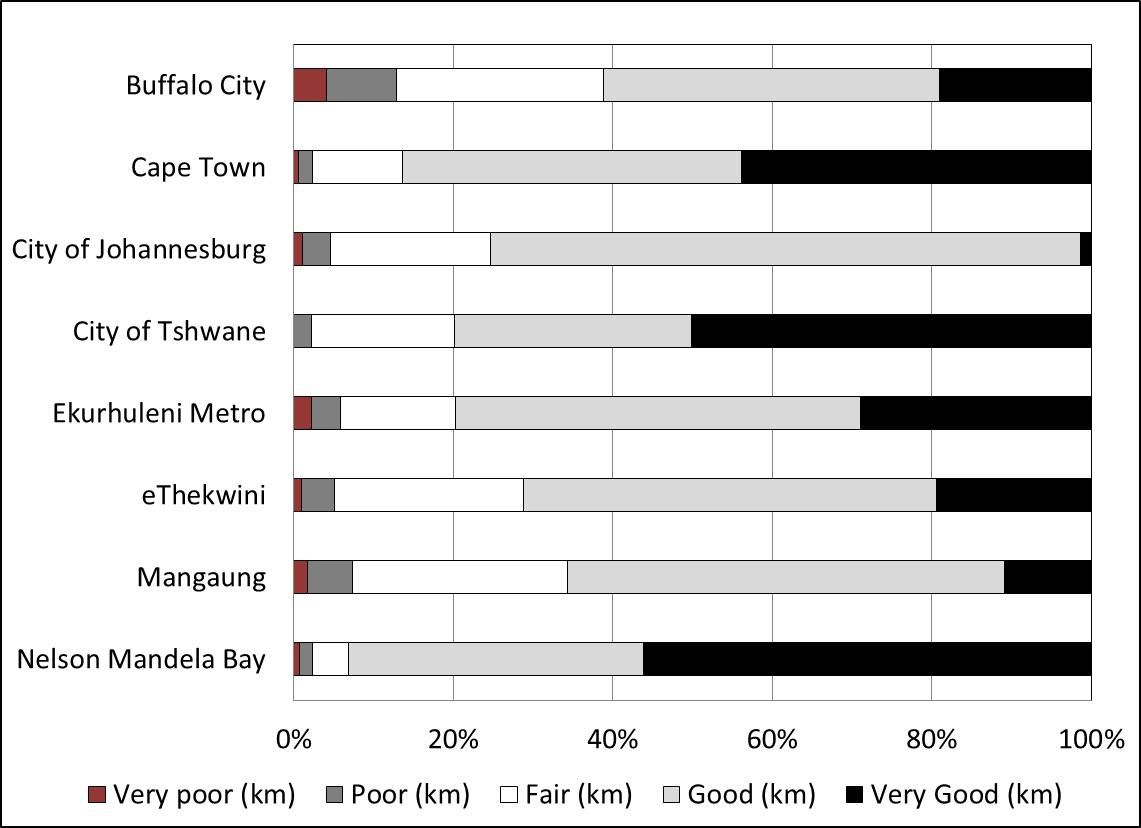 Buffalo City
Cape Town
City of Johannesburg
City of Tshwane
Ekurhuleni Metro
eThekwini
Mangaung
Nelson Mandela Bay
0% 20% 40% 60% 80% 100%
Very poor (km) Poor (km) Fair (km) Good (km) Very Good (km)